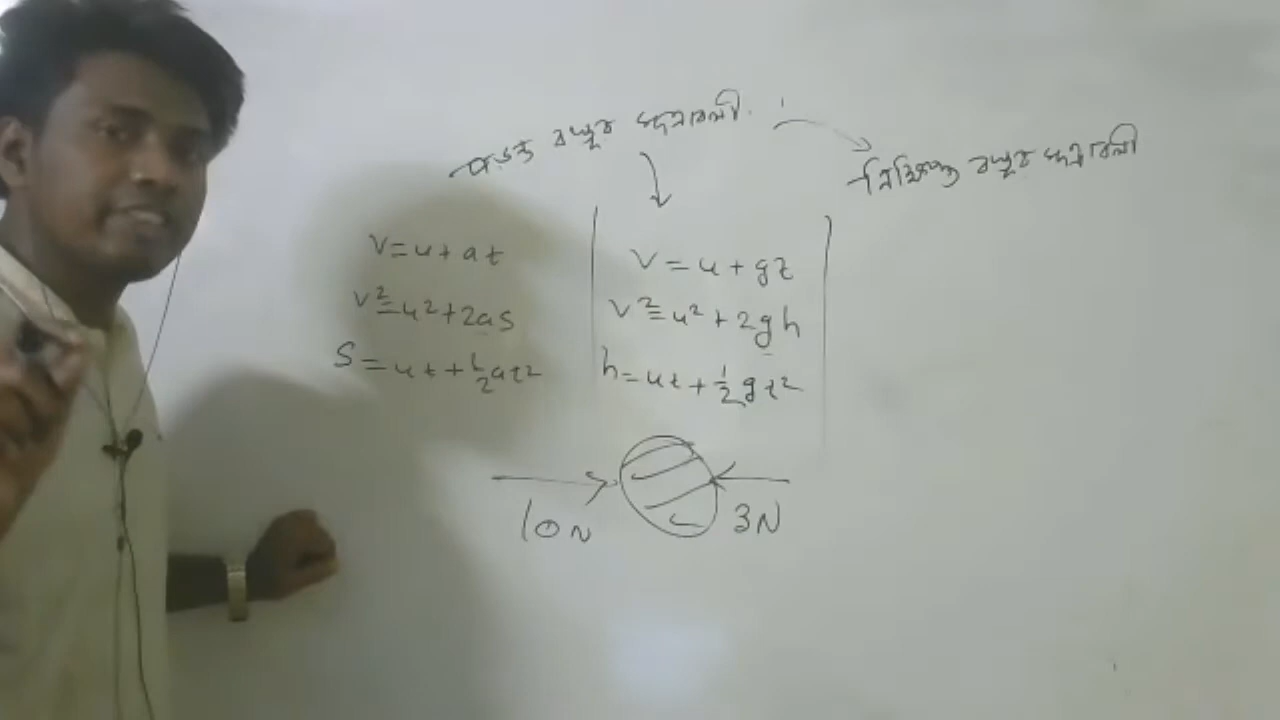 পড়ন্ত বস্তুর সূত্রাবলী :
নিক্ষিপ্ত বস্তুর সূত্রাবলী
v = u + at
v² = u² + 2as
S = ut + ½at²
v = u + gt
v² = u² + 2gh
h = ut + ½gt²
10N
3N